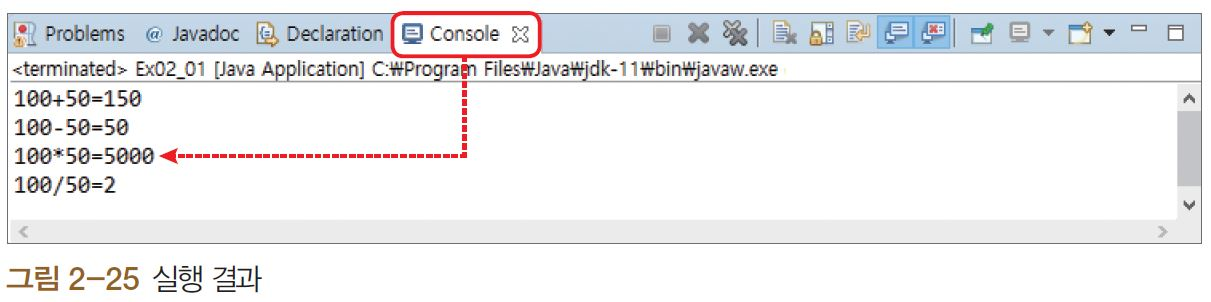 Problems @ Javadoc Declaration Console
<terminated> Ex02_01 [Java Application] C:₩Program Files₩Java₩jdk-11₩bin₩javaw.exe
100+50=150
100-50=50
100*50=5000
100/50=2
그림 2-25 실행 결과